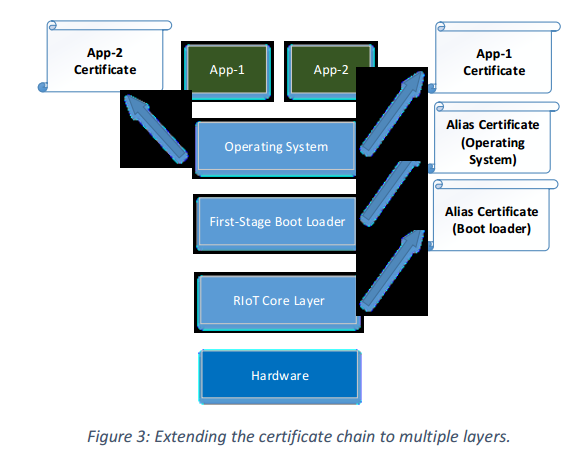 App-2
Certificate
App-1
App-2
App-1
Certificate
Operating System
Alias Certificate
(Operating
System)
First-Stage Boot Loader
Alias Certificate
(Boot loader)
RIoT Core Layer
Hardware
Figure 3: Extending the certificate chain to multiple layers.